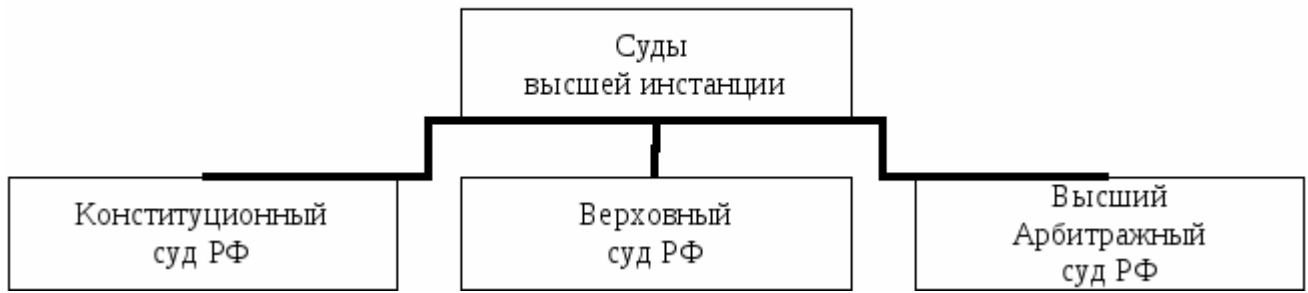 Суды
высшей инстанции
Конституционный
суд РФ
Верховный
суд РФ
Высший
Арбитражный
суд РФ